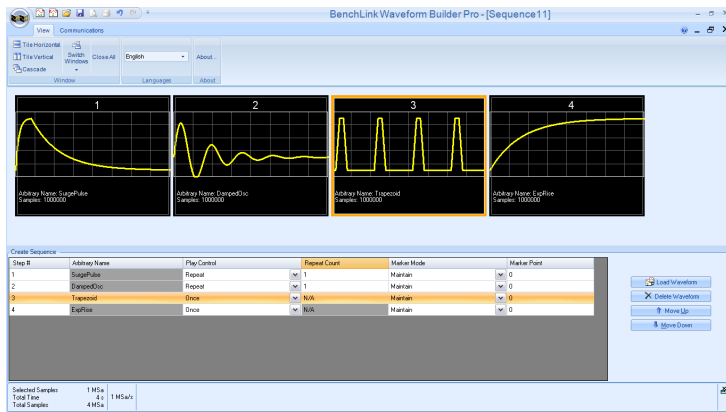 BenchLink Waveform Builder Pro - [Sequence11]
View Communications
Tile Horizontal
Tile Vertical
Cascade
Switch Windows
Close All
English
About...
Window Languages About
1
Arbitrary Name: SurgePulse
Samples: 1000000
2
Arbitrary Name: DampedOsc
Samples: 1000000
3
Arbitrary Name: Trapezoid
Samples: 1000000
4
Arbitrary Name: ExpRise
Samples: 1000000
Create Sequence
Step # Arbitrary Name Play Control Repeat Count Marker Mode Marker Point
1 SurgePulse Repeat 1 Maintain 0
2 DampedOsc Repeat 1 Maintain 0
3 Trapezoid Once N/A Maintain 0
4 ExpRise Once N/A Maintain 0
Load Waveform
Delete Waveform
Move Up
Move Down
Selected Samples 1 MSa
Total Time 4 s 1 MSa/s
Total Samples 4 MSa